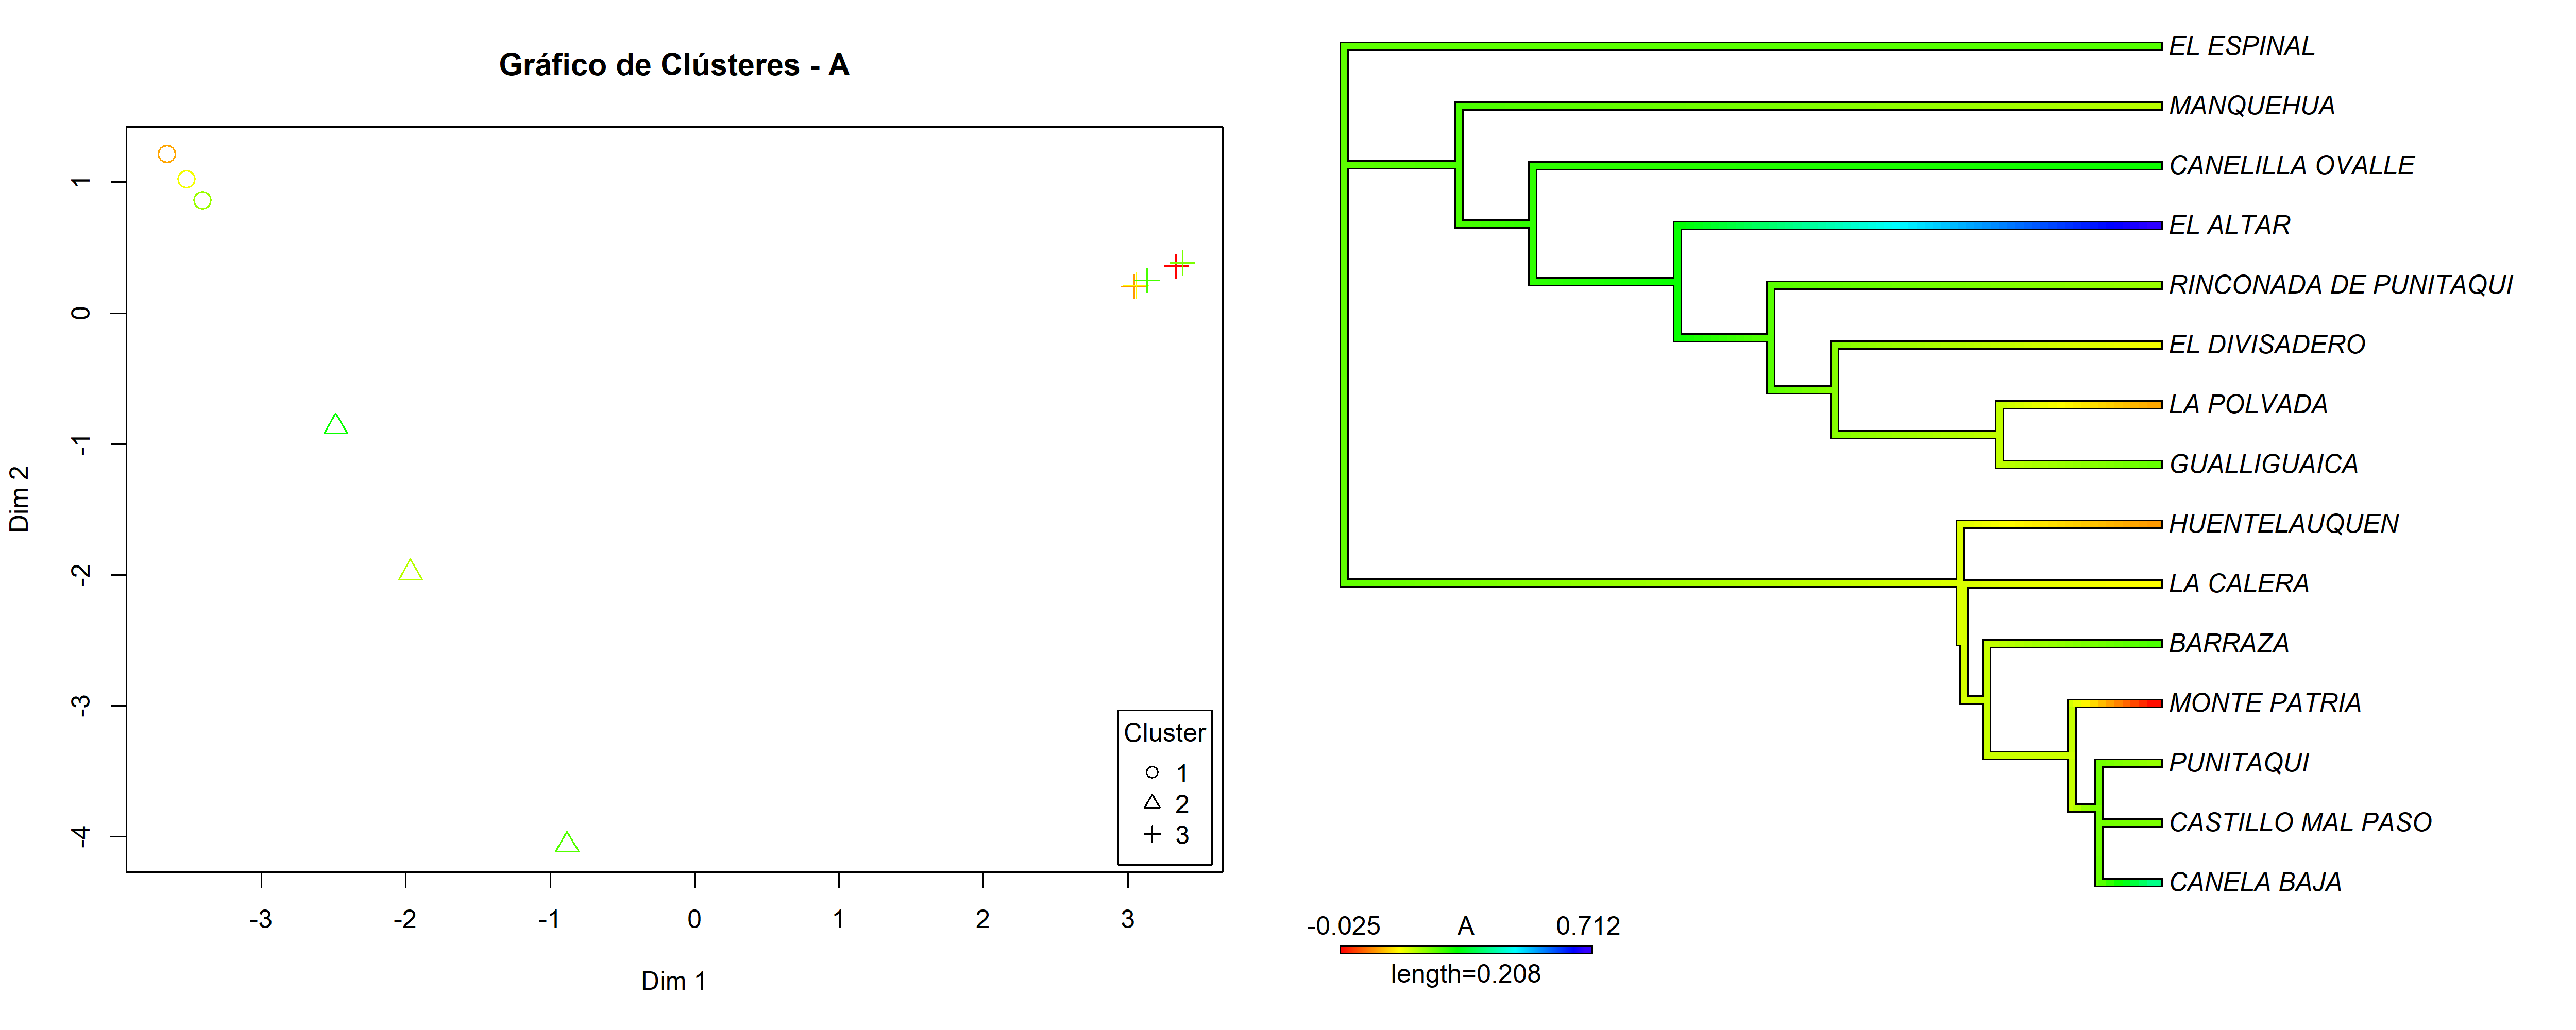 Gráfico de Clústeres - A
1
0
-1
-2
-3
-4
Dim 2
-3 -2 -1 0 1 2 3
Dim 1
Cluster
1
2
3
EL ESPINAL
MANQUEHUA
CANELILLA OVALLE
EL ALTAR
RINCONADA DE PUNITAQUI
EL DIVISADERO
LA POLVADA
GUALLIGUAICA
HUENTELAUQUEN
LA CALERA
BARRAZA
MONTE PATRIA
PUNITAQUI
CASTILLO MAL PASO
CANELA BAJA
-0.025 A 0.712
length=0.208